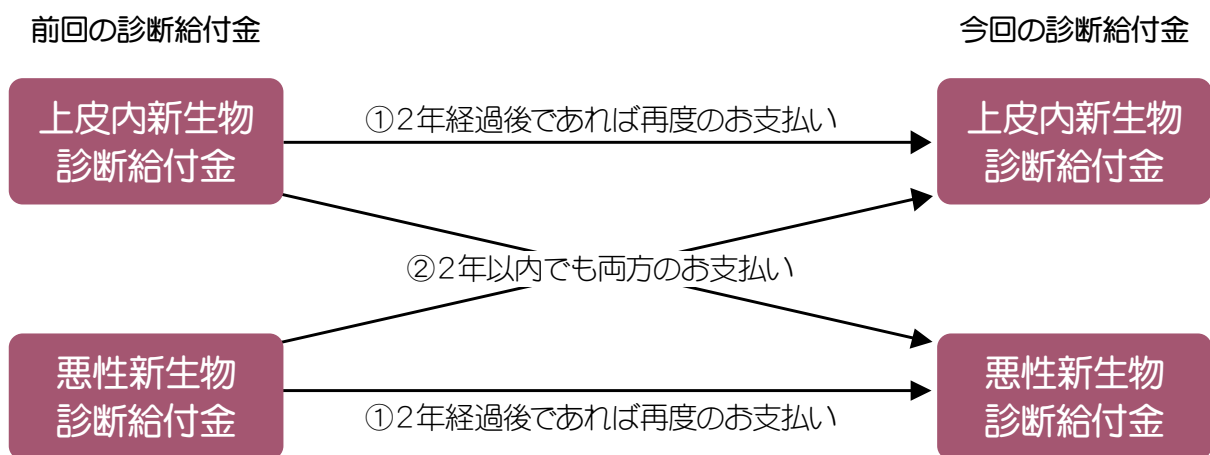 前回の診断給付金
今回の診断給付金
上皮内新生物
診断給付金
①２年経過後であれば再度のお支払い
上皮内新生物
診断給付金
②２年以内でも両方のお支払い
悪性新生物
診断給付金
①２年経過後であれば再度のお支払い
悪性新生物
診断給付金